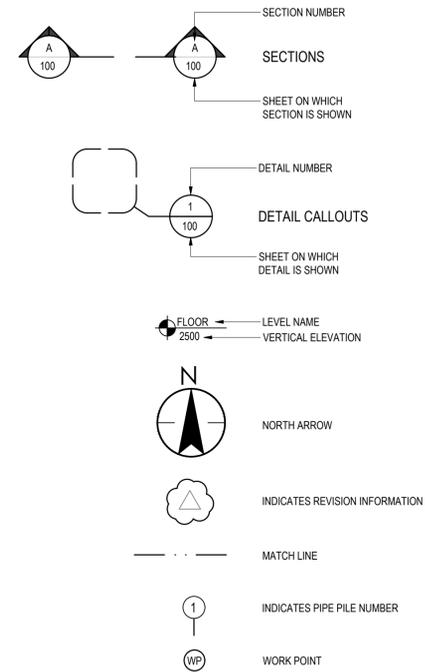 SECTION NUMBER
A
100
A
100
SECTIONS
SHEET ON WHICH
SECTION IS SHOWN
DETAIL NUMBER
1
100
DETAIL CALLOUTS
SHEET ON WHICH
DETAIL IS SHOWN
FLOOR
2500
LEVEL NAME
VERTICAL ELEVATION
N
NORTH ARROW
INDICATES REVISION INFORMATION
MATCH LINE
1
INDICATES PIPE PILE NUMBER
WP
WORK POINT